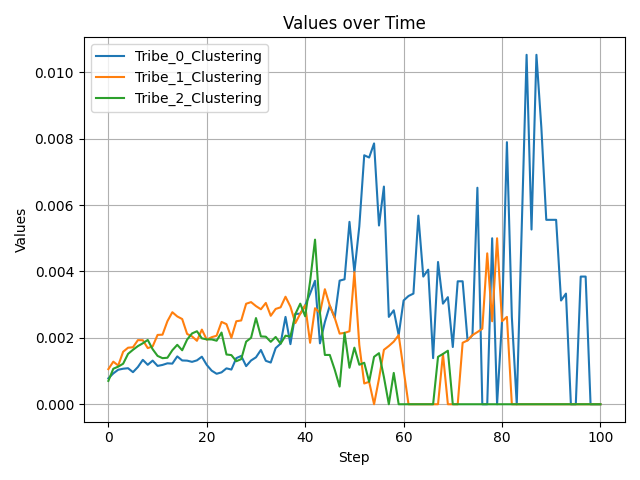 Values over Time
Tribe_0_Clustering
Tribe_1_Clustering
Tribe_2_Clustering
Values
0.010
0.008
0.006
0.004
0.002
0.000
0 20 40 60 80 100
Step